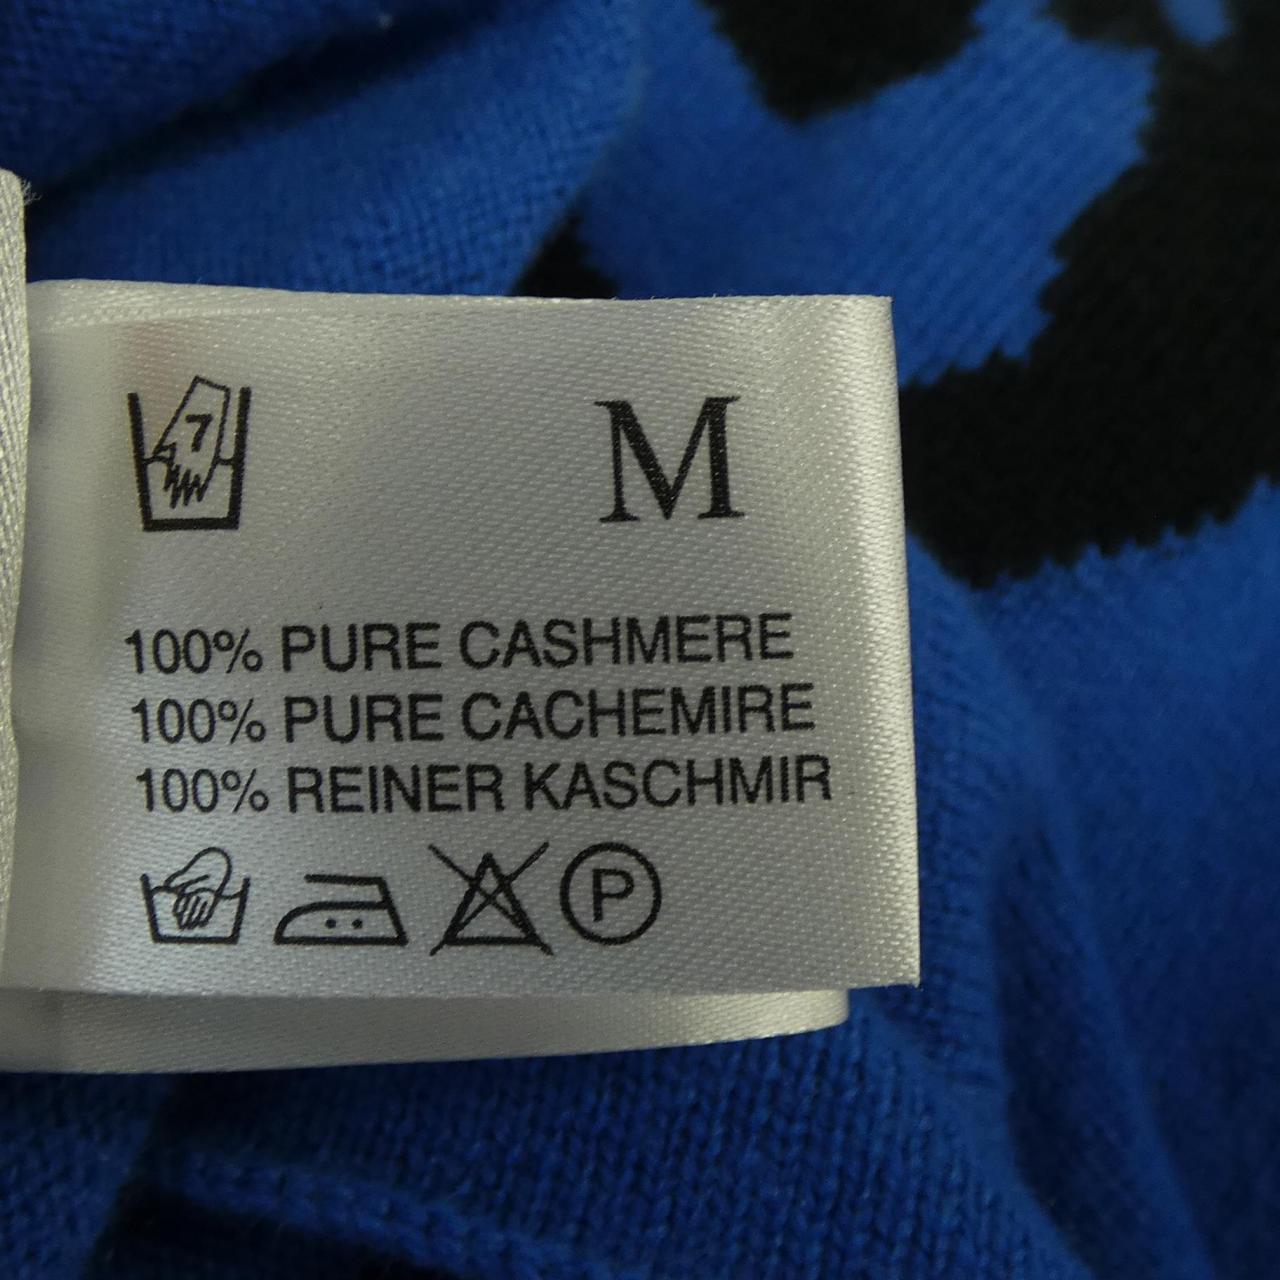 7
M
100% PURE CASHMERE
100% PURE CACHEMIRE
100% REINER KASCHMIR
P